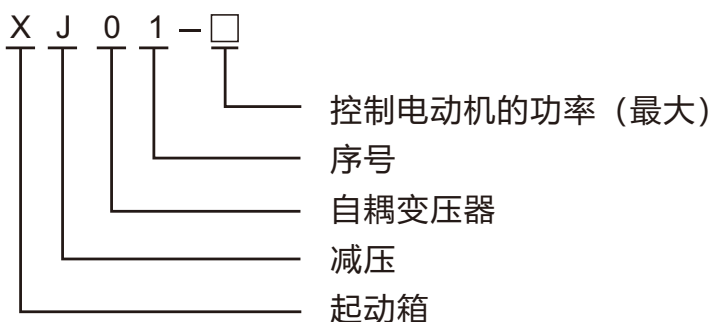 X J 0 1 - □
控制电动机的功率（最大）
序号
自耦变压器
减压
起动箱